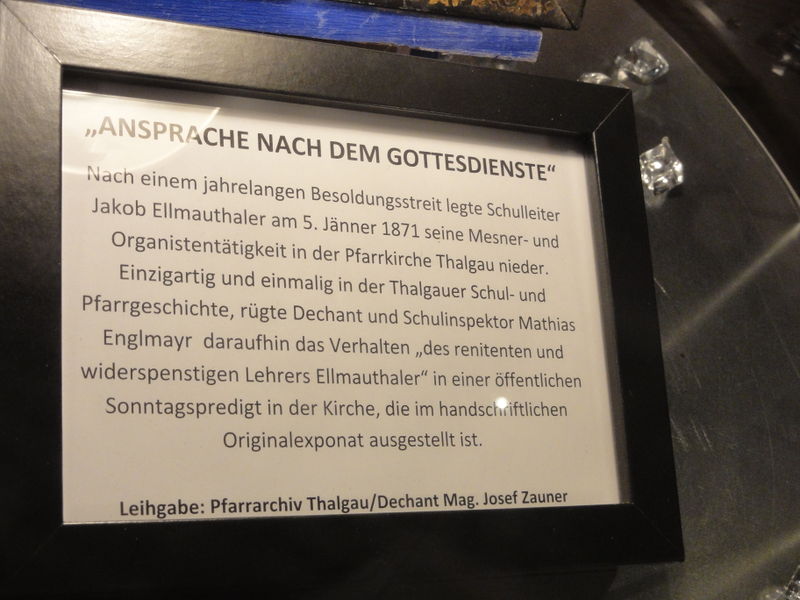 „ANSPRACHE NACH DEM GOTTESDIENSTE“
Nach einem jahrelangen Besoldungsstreit legte Schulleiter
Jakob Ellmauthaler am 5. Jänner 1871 seine Mesner- und
Organistentätigkeit in der Pfarrkirche Thalgau nieder.
Einzigartig und einmalig in der Thalgauer Schul- und
Pfarrgeschichte, rügte Dechant und Schulinspektor Mathias
Englmayr daraufhin das Verhalten „des renitenten und
widerspenstigen Lehrers Ellmauthaler“ in einer öffentlichen
Sonntagspredigt in der Kirche, die im handschriftlichen
Originalexponat ausgestellt ist.
Leihgabe: Pfarrarchiv Thalgau/Dechant Mag. Josef Zauner